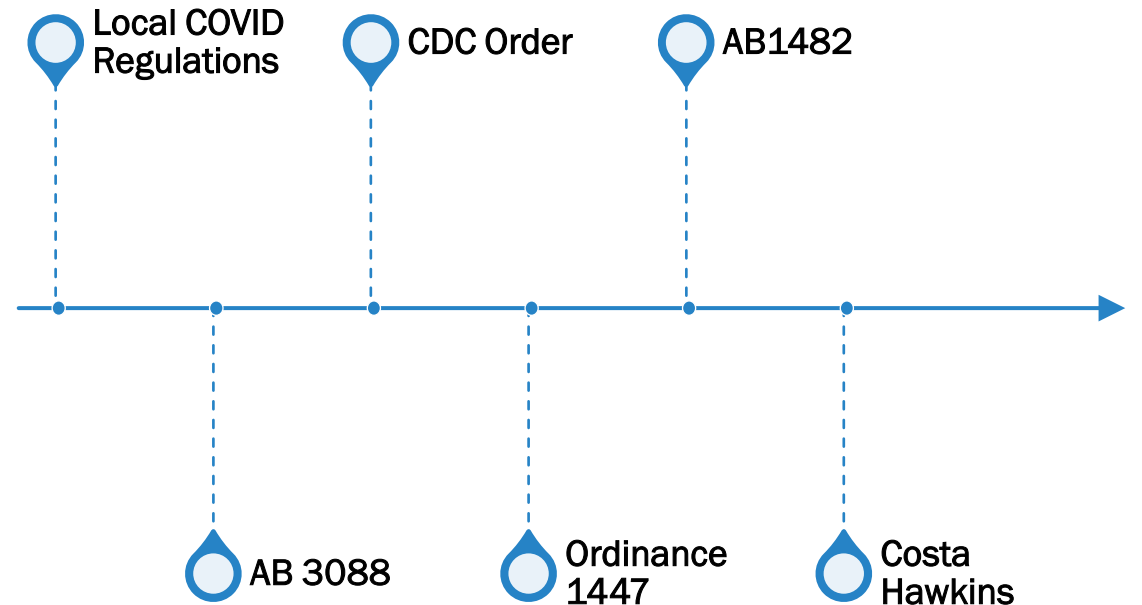 Local COVID
Regulations
CDC Order
AB1482
AB 3088
Ordinance
1447
Costa
Hawkins